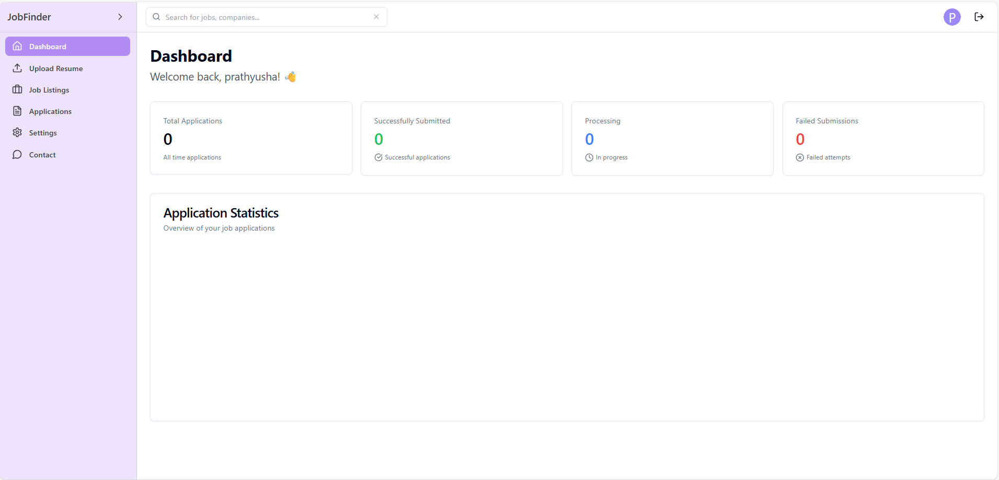 JobFinder
Search for jobs, companies...
P
Dashboard
Upload Resume
Job Listings
Applications
Settings
Contact
Dashboard
Welcome back, prathyusha! 👋
Total Applications
0
All time applications
Successfully Submitted
0
Successful applications
Processing
0
In progress
Failed Submissions
0
Failed attempts
Application Statistics
Overview of your job applications